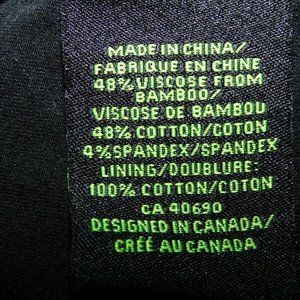 MADE IN CHINA/
FABRIQUE EN CHINE
48% VISCOSE FROM
BAMBOO/
VISCOSE DE BAMBOU
48% COTTON/COTON
4%SPANDEX/SPANDEX
LINING/DOUBLURE:
100% COTTON/COTON
CA 40690
DESIGNED IN CANADA/
CRÉÉ AU CANADA